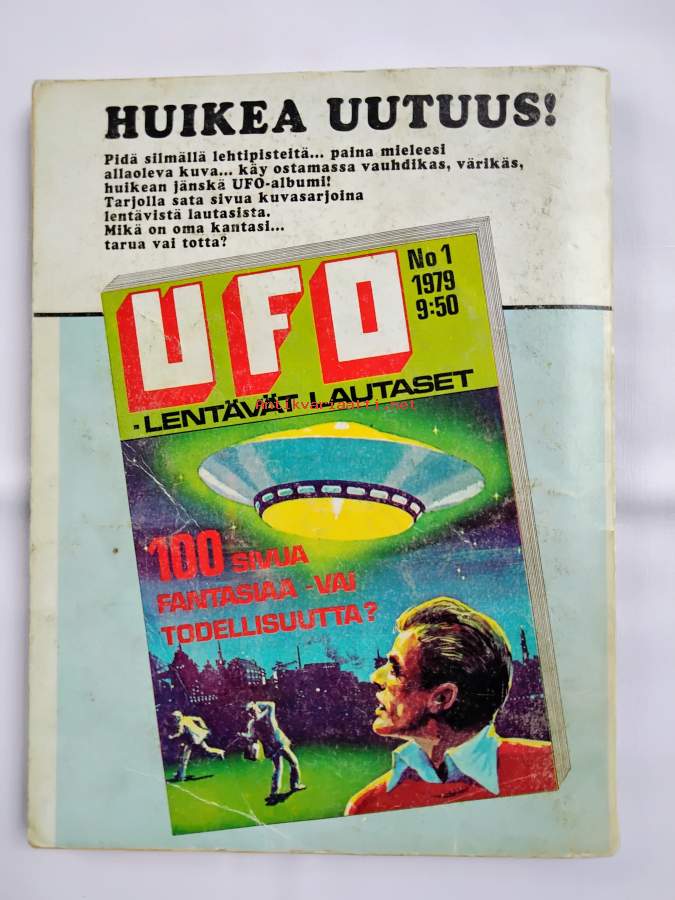 HUIKEA UUTUUS!
Pidä silmällä lehtipisteitä... paina mieleesi
allaoleva kuva... käy ostamassa vauhdikas, värikäs,
huikean jänskä UFO-albumi!
Tarjolla sata sivua kuvasarjoina
lentävistä lautasista.
Mikä on oma kantasi...
tarua vai totta?
UFO
No 1
1979
9:50
-LENTÄVÄT LAUTASET
Antikvariaatti.net
100 SIVUA
FANTASIAA -VAI
TODELLISUUTTA?